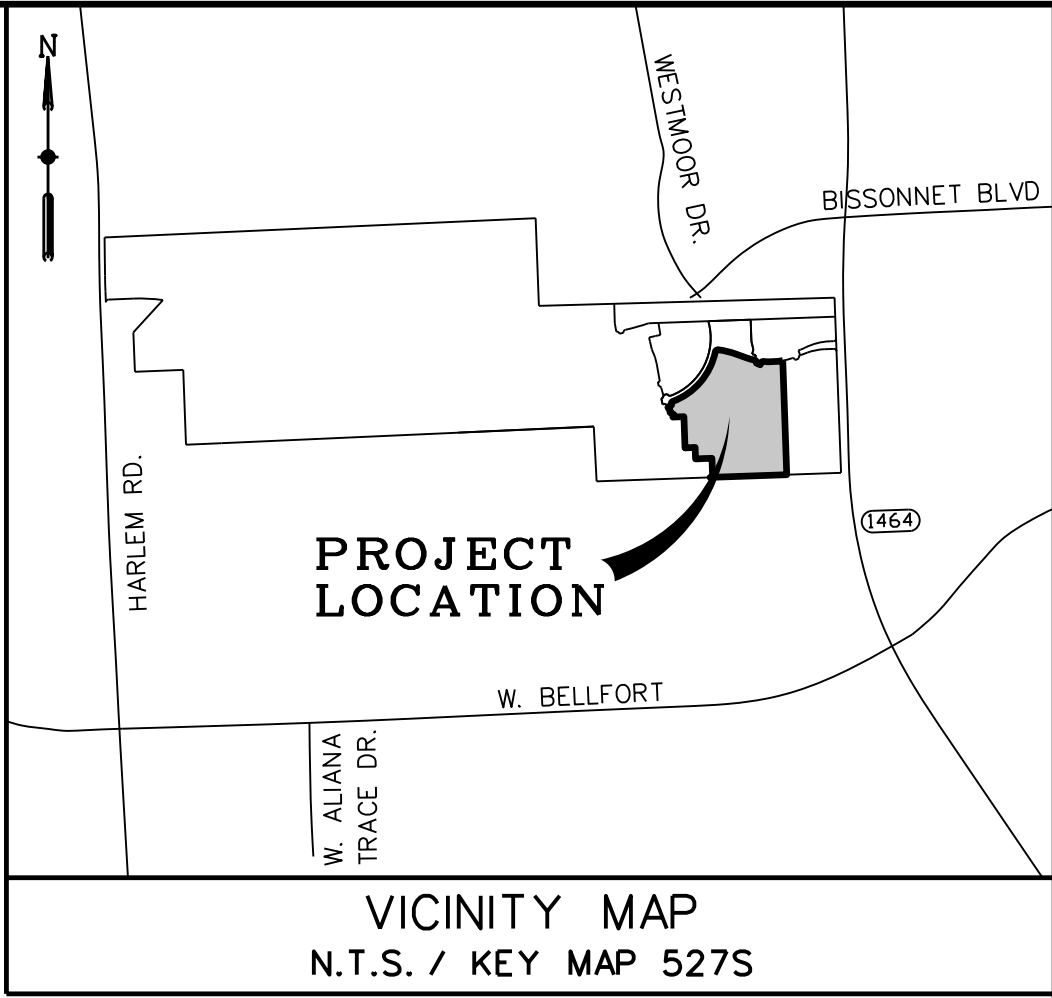 N
WESTMOOR DR.
BISSONNET BLVD
HARLEM RD.
1464
PROJECT
LOCATION
W. BELLFORT
W. ALIANA
TRACE DR.
VICINITY MAP
N.T.S. / KEY MAP 527S